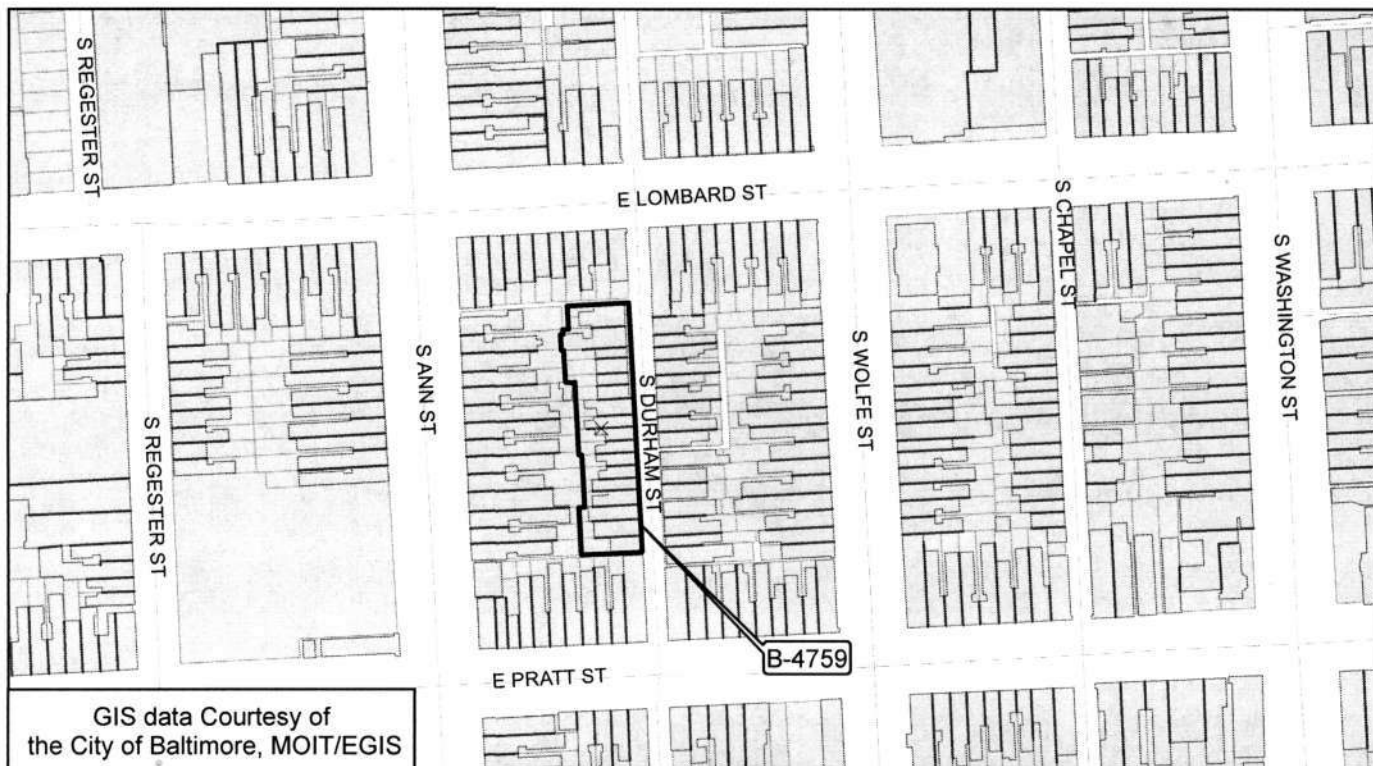 S REGESTER ST
E LOMBARD ST
S CHAPEL ST
S WASHINGTON ST
S ANN ST
S DURHAM ST
S WOLFE ST
S REGESTER ST
B-4759
E PRATT ST
GIS data Courtesy of
the City of Baltimore, MOIT/EGIS